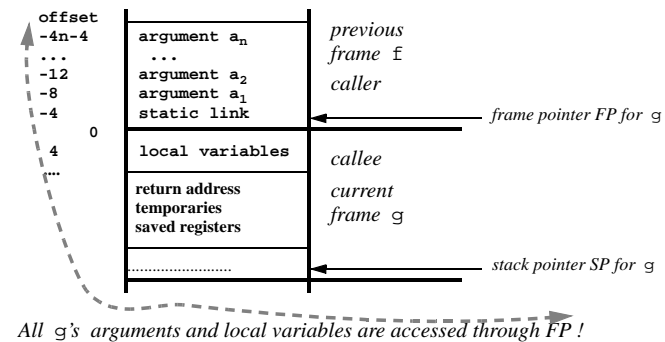 offset
-4n-4 argument an previous
... ... frame f
-12 argument a2 caller
-8 argument a1
-4 static link frame pointer FP for g
0
4 local variables callee
....
return address current
temporaries frame g
saved registers
.......................... stack pointer SP for g
All g's arguments and local variables are accessed through FP !